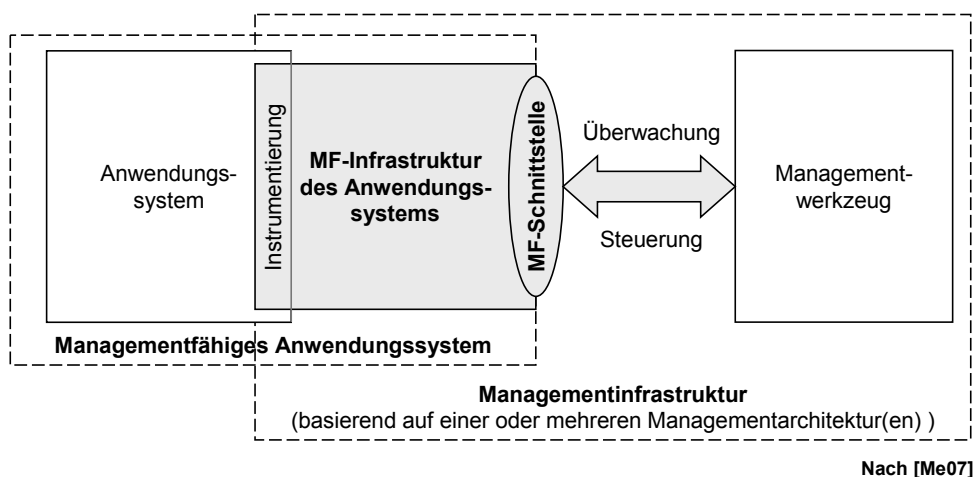 Anwendungs-
system
Instrumentierung
MF-Infrastruktur
des Anwendungs-
systems
MF-Schnittstelle
Überwachung
Steuerung
Management-
werkzeug
Managementfähiges Anwendungssystem
Managementinfrastruktur
(basierend auf einer oder mehreren Managementarchitektur(en) )
Nach [Me07]